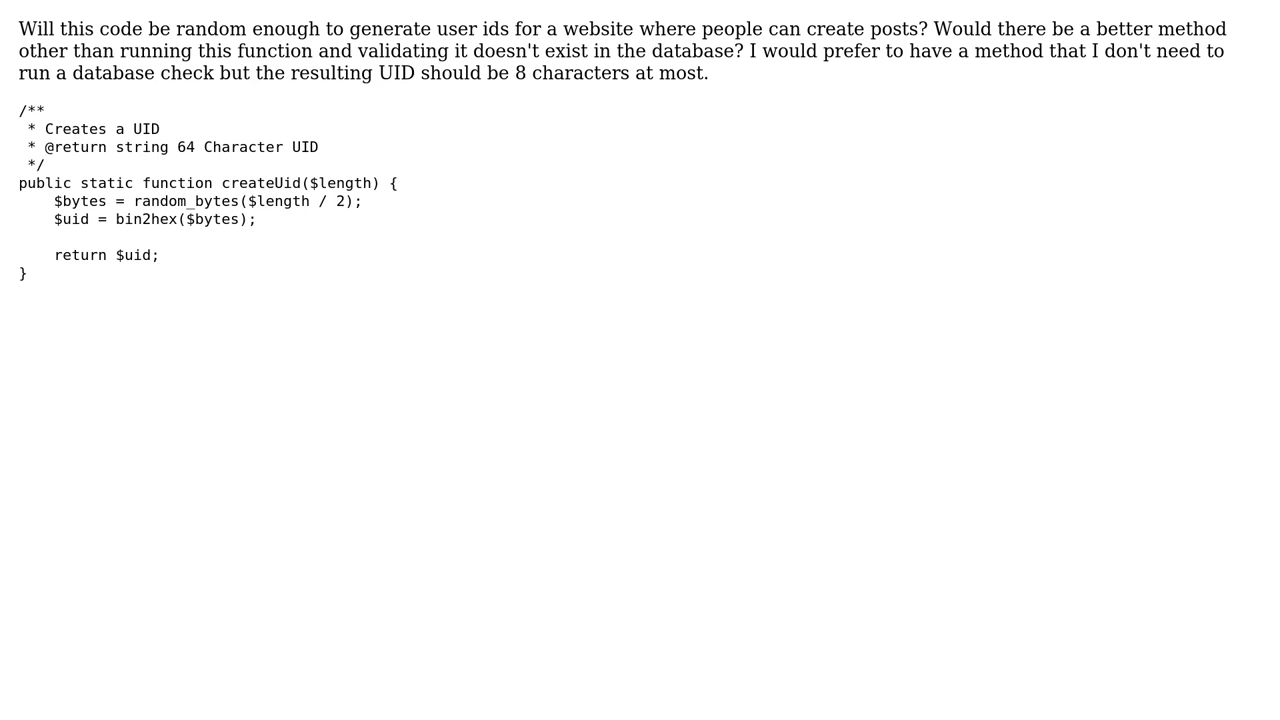 Will this code be random enough to generate user ids for a website where people can create posts? Would there be a better method
other than running this function and validating it doesn't exist in the database? I would prefer to have a method that I don't need to
run a database check but the resulting UID should be 8 characters at most.
/**
 * Creates a UID
 * @return string 64 Character UID
 */
public static function createUid($length) {
    $bytes = random_bytes($length / 2);
    $uid = bin2hex($bytes);

    return $uid;
}